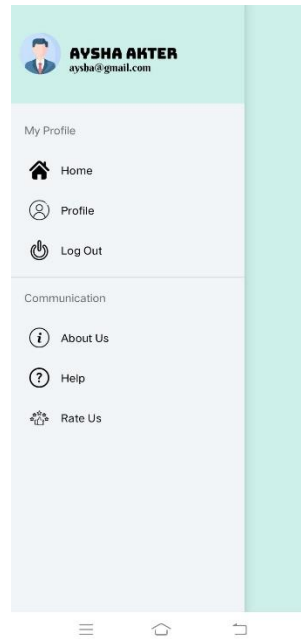 AYSHA AKTER
aysha@gmail.com
My Profile
Home
Profile
Log Out
Communication
About Us
Help
Rate Us